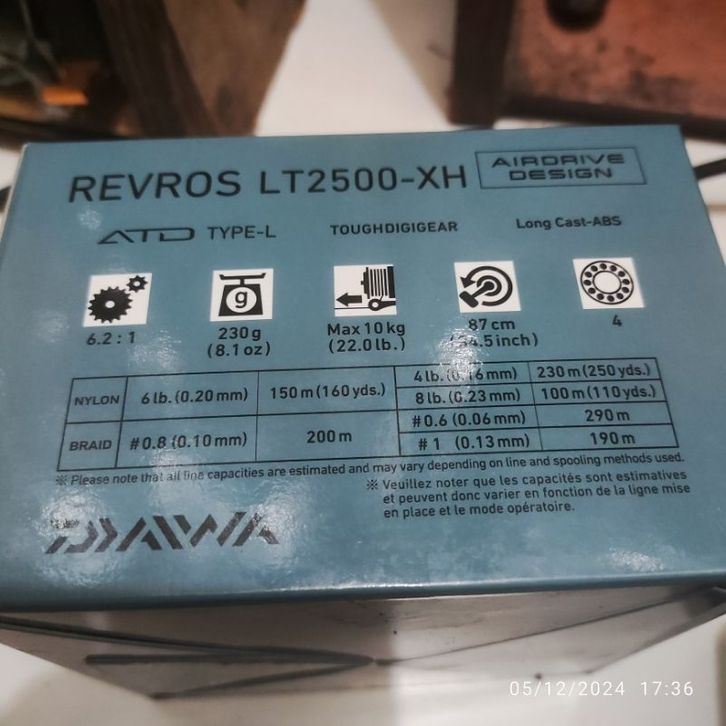 REVROS LT2500-XH AIRDRIVE DESIGN
ATD TYPE-L TOUGHDIGIGEAR Long Cast-ABS
g
6.2 : 1 230 g (8.1 oz) Max 10 kg (22.0 lb.) 87 cm (34.5 inch) 4
NYLON 6 lb. (0.20 mm) 150 m (160 yds.) 4 lb. (0.16 mm) 230 m (250 yds.)
8 lb. (0.23 mm) 100 m (110 yds.)
BRAID #0.8 (0.10 mm) 200 m #0.6 (0.06 mm) 290 m
#1 (0.13 mm) 190 m
※ Please note that all line capacities are estimated and may vary depending on line and spooling methods used.
※ Veuillez noter que les capacités sont estimatives
et peuvent donc varier en fonction de la ligne mise
en place et le mode opératoire.
DAIWA
05/12/2024 17:36